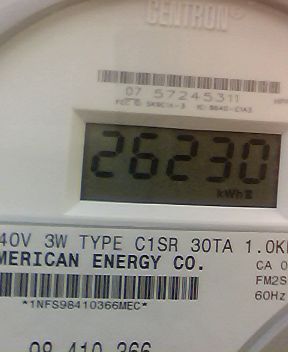 CENTRON®
07 57245311
26230
kWh
40V 3W TYPE C1SR 30TA 1.0K
MERICAN ENERGY CO.
CA 0
FM2S
60Hz
*1NFS98410366MEC*
98 410 366